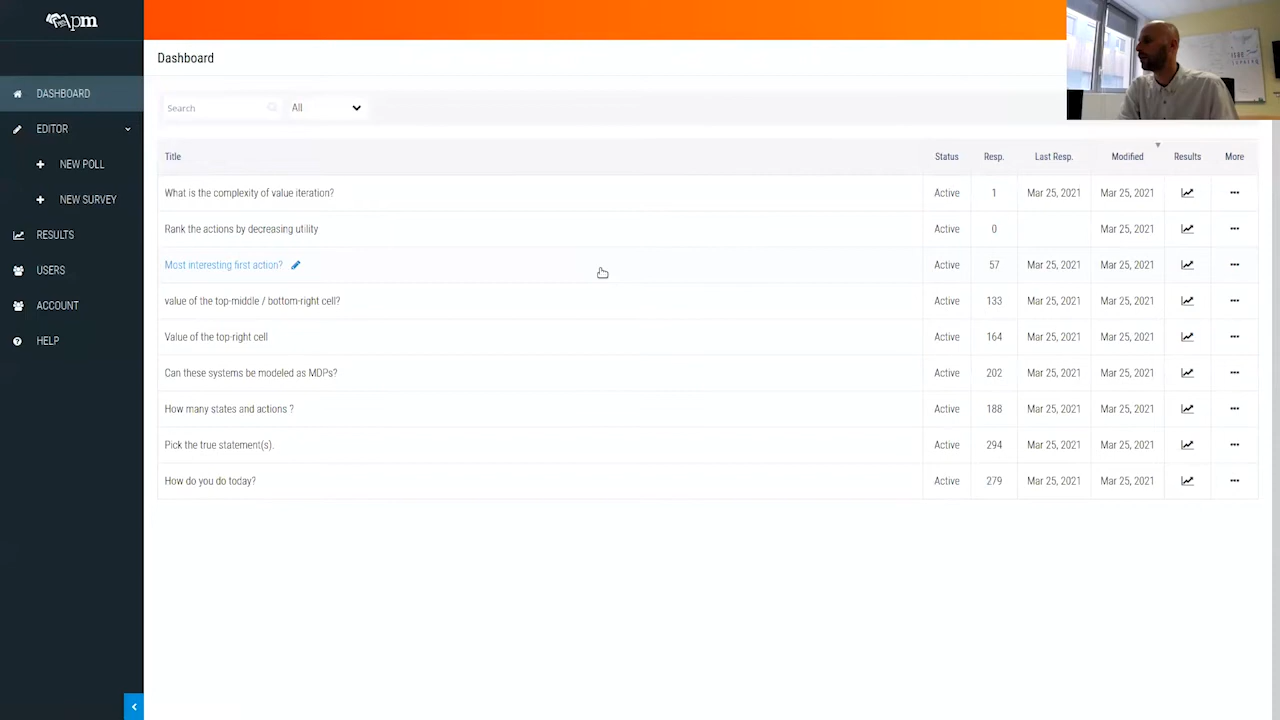 pm
Dashboard
DASHBOARD
Search All
EDITOR
Title Status Resp. Last Resp. Modified Results More
NEW POLL
What is the complexity of value iteration? Active 1 Mar 25, 2021 Mar 25, 2021
NEW SURVEY
Rank the actions by decreasing utility Active 0 Mar 25, 2021
RESULTS
Most interesting first action? Active 57 Mar 25, 2021 Mar 25, 2021
USERS
value of the top-middle / bottom-right cell? Active 133 Mar 25, 2021 Mar 25, 2021
ACCOUNT
Value of the top-right cell Active 164 Mar 25, 2021 Mar 25, 2021
HELP
Can these systems be modeled as MDPs? Active 202 Mar 25, 2021 Mar 25, 2021
How many states and actions ? Active 188 Mar 25, 2021 Mar 25, 2021
Pick the true statement(s). Active 294 Mar 25, 2021 Mar 25, 2021
How do you do today? Active 279 Mar 25, 2021 Mar 25, 2021